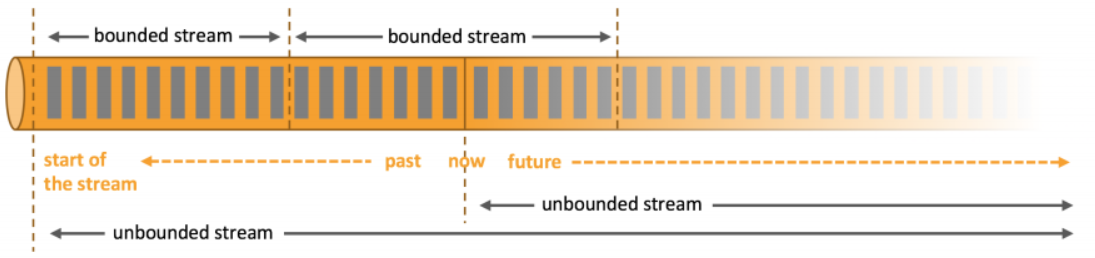 bounded stream
bounded stream
start of
the stream
past now future
unbounded stream
unbounded stream